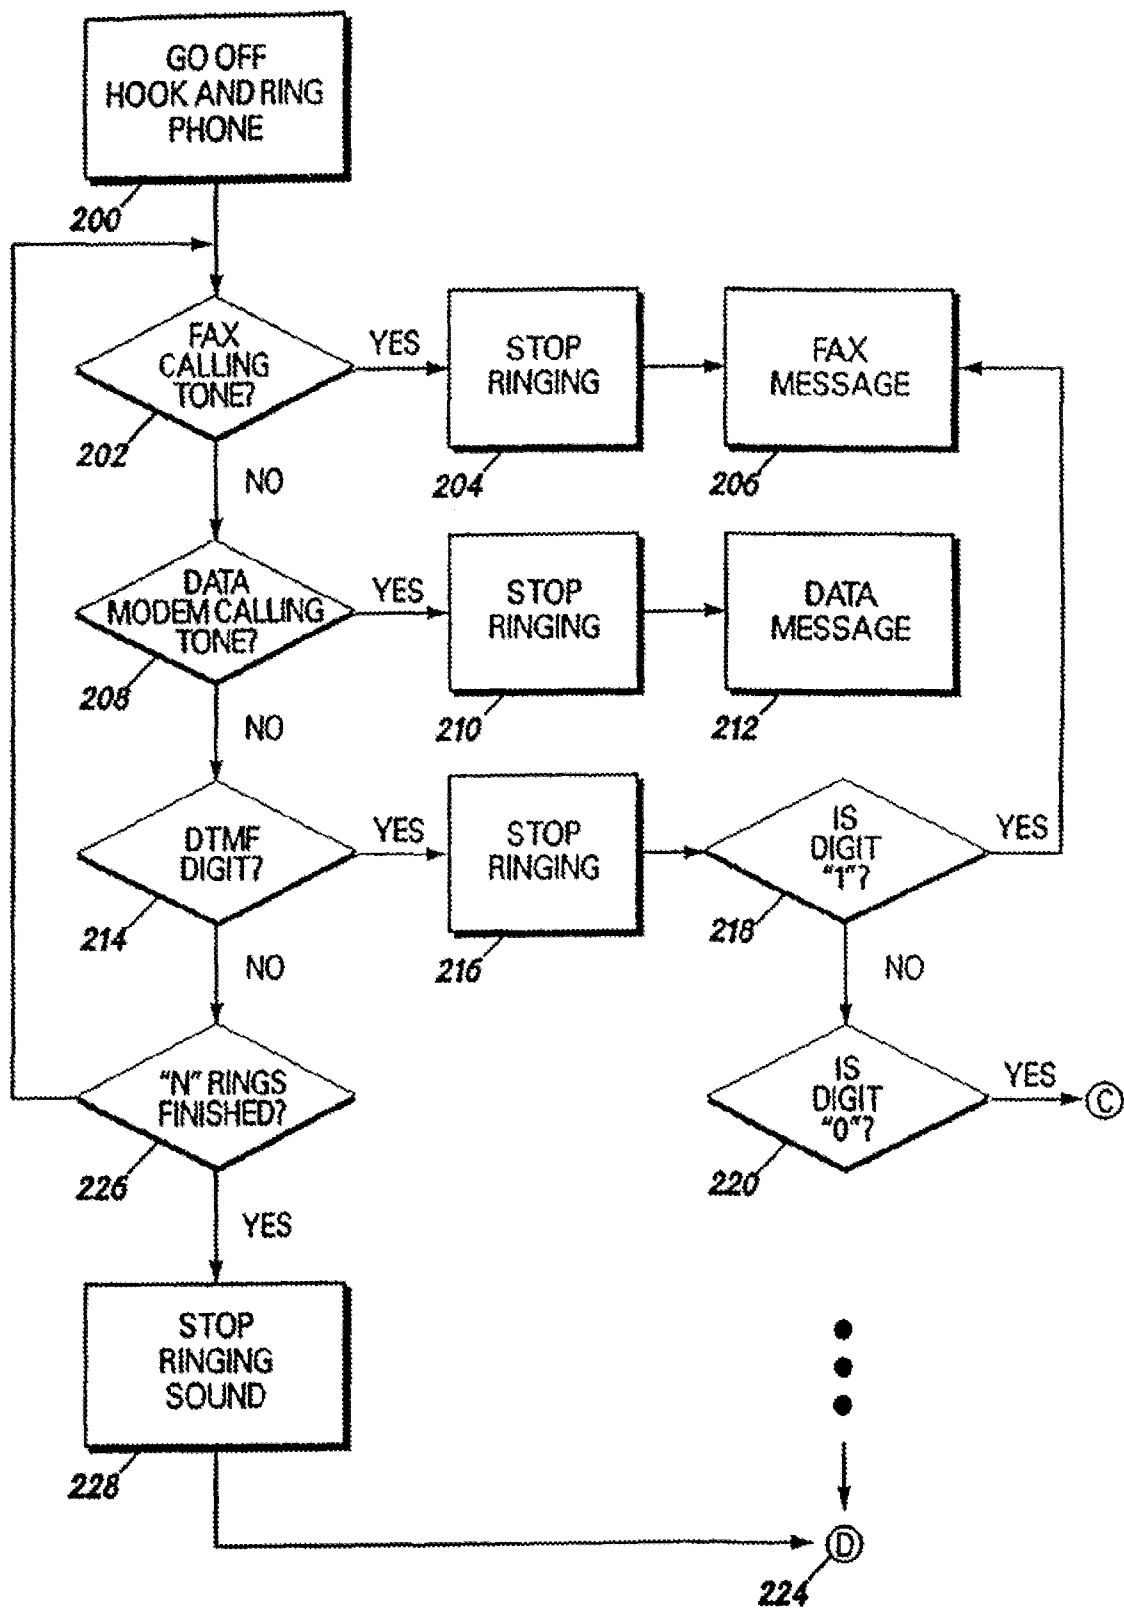 GO OFF
HOOK AND RING
PHONE
200
FAX
CALLING
TONE?
202
YES
STOP
RINGING
204
FAX
MESSAGE
206
NO
DATA
MODEM CALLING
TONE?
208
YES
STOP
RINGING
210
DATA
MESSAGE
212
NO
DTMF
DIGIT?
214
YES
STOP
RINGING
216
IS
DIGIT
"1"?
218
YES
NO
NO
"N" RINGS
FINISHED?
226
IS
DIGIT
"0"?
220
YES
C
YES
STOP
RINGING
SOUND
228
D
224